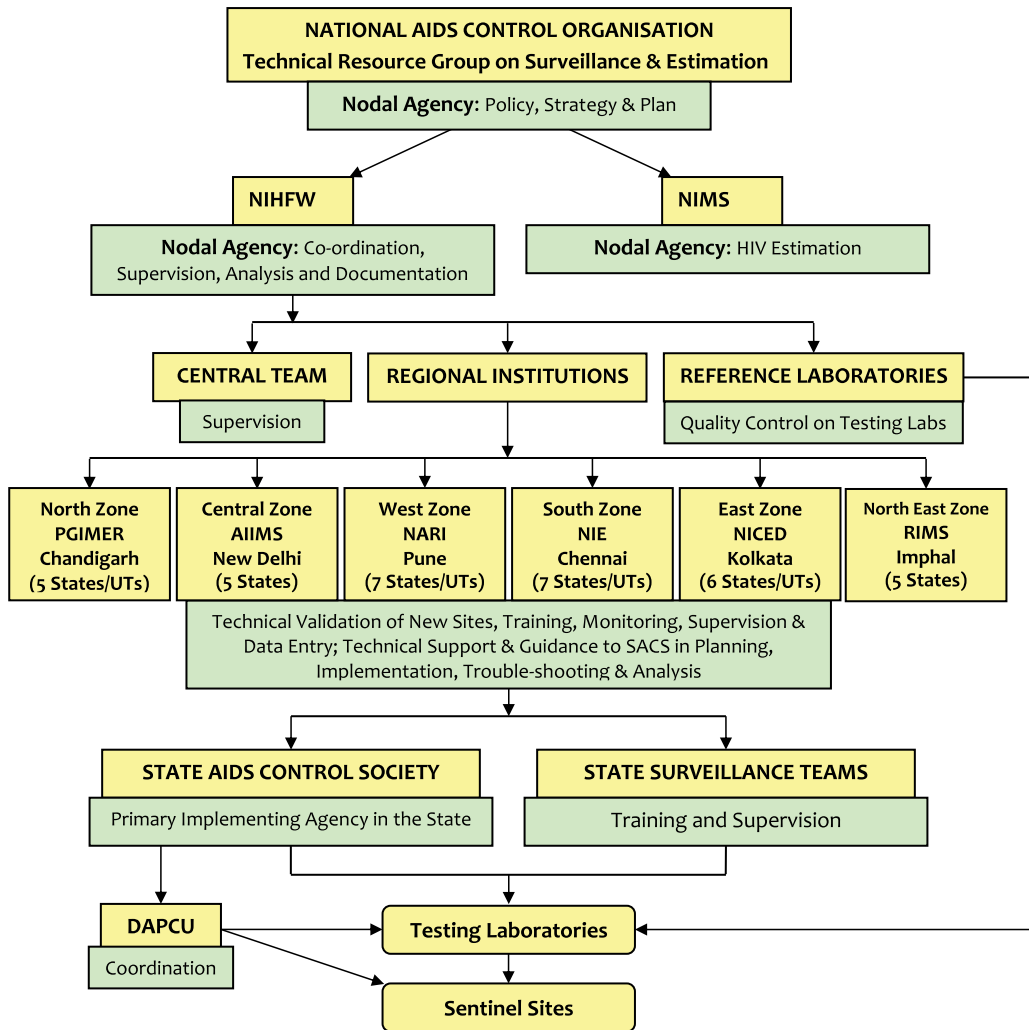 NATIONAL AIDS CONTROL ORGANISATION
Technical Resource Group on Surveillance & Estimation
Nodal Agency: Policy, Strategy & Plan
NIHFW
Nodal Agency: Co-ordination,
Supervision, Analysis and Documentation
NIMS
Nodal Agency: HIV Estimation
CENTRAL TEAM
Supervision
REGIONAL INSTITUTIONS
REFERENCE LABORATORIES
Quality Control on Testing Labs
North Zone
PGIMER
Chandigarh
(5 States/UTs)
Central Zone
AIIMS
New Delhi
(5 States)
West Zone
NARI
Pune
(7 States/UTs)
South Zone
NIE
Chennai
(7 States/UTs)
East Zone
NICED
Kolkata
(6 States/UTs)
North East Zone
RIMS
Imphal
(5 States)
Technical Validation of New Sites, Training, Monitoring, Supervision &
Data Entry; Technical Support & Guidance to SACS in Planning,
Implementation, Trouble-shooting & Analysis
STATE AIDS CONTROL SOCIETY
Primary Implementing Agency in the State
STATE SURVEILLANCE TEAMS
Training and Supervision
DAPCU
Coordination
Testing Laboratories
Sentinel Sites